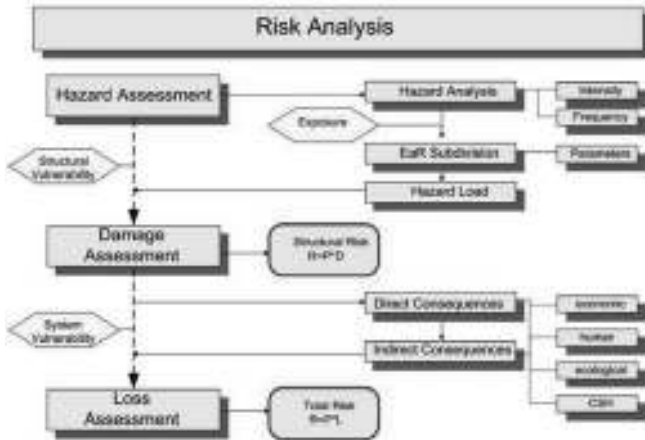 Risk Analysis
Hazard Assessment
Hazard Analysis
Intensity
Frequency
Exposure
EaR Subdivision
Parameters
Structural
Vulnerability
Hazard Load
Damage
Assessment
Structural Risk
Direct Consequences
economic
System
Vulnerability
human
Indirect Consequences
ecological
Loss
Assessment
Total Risk